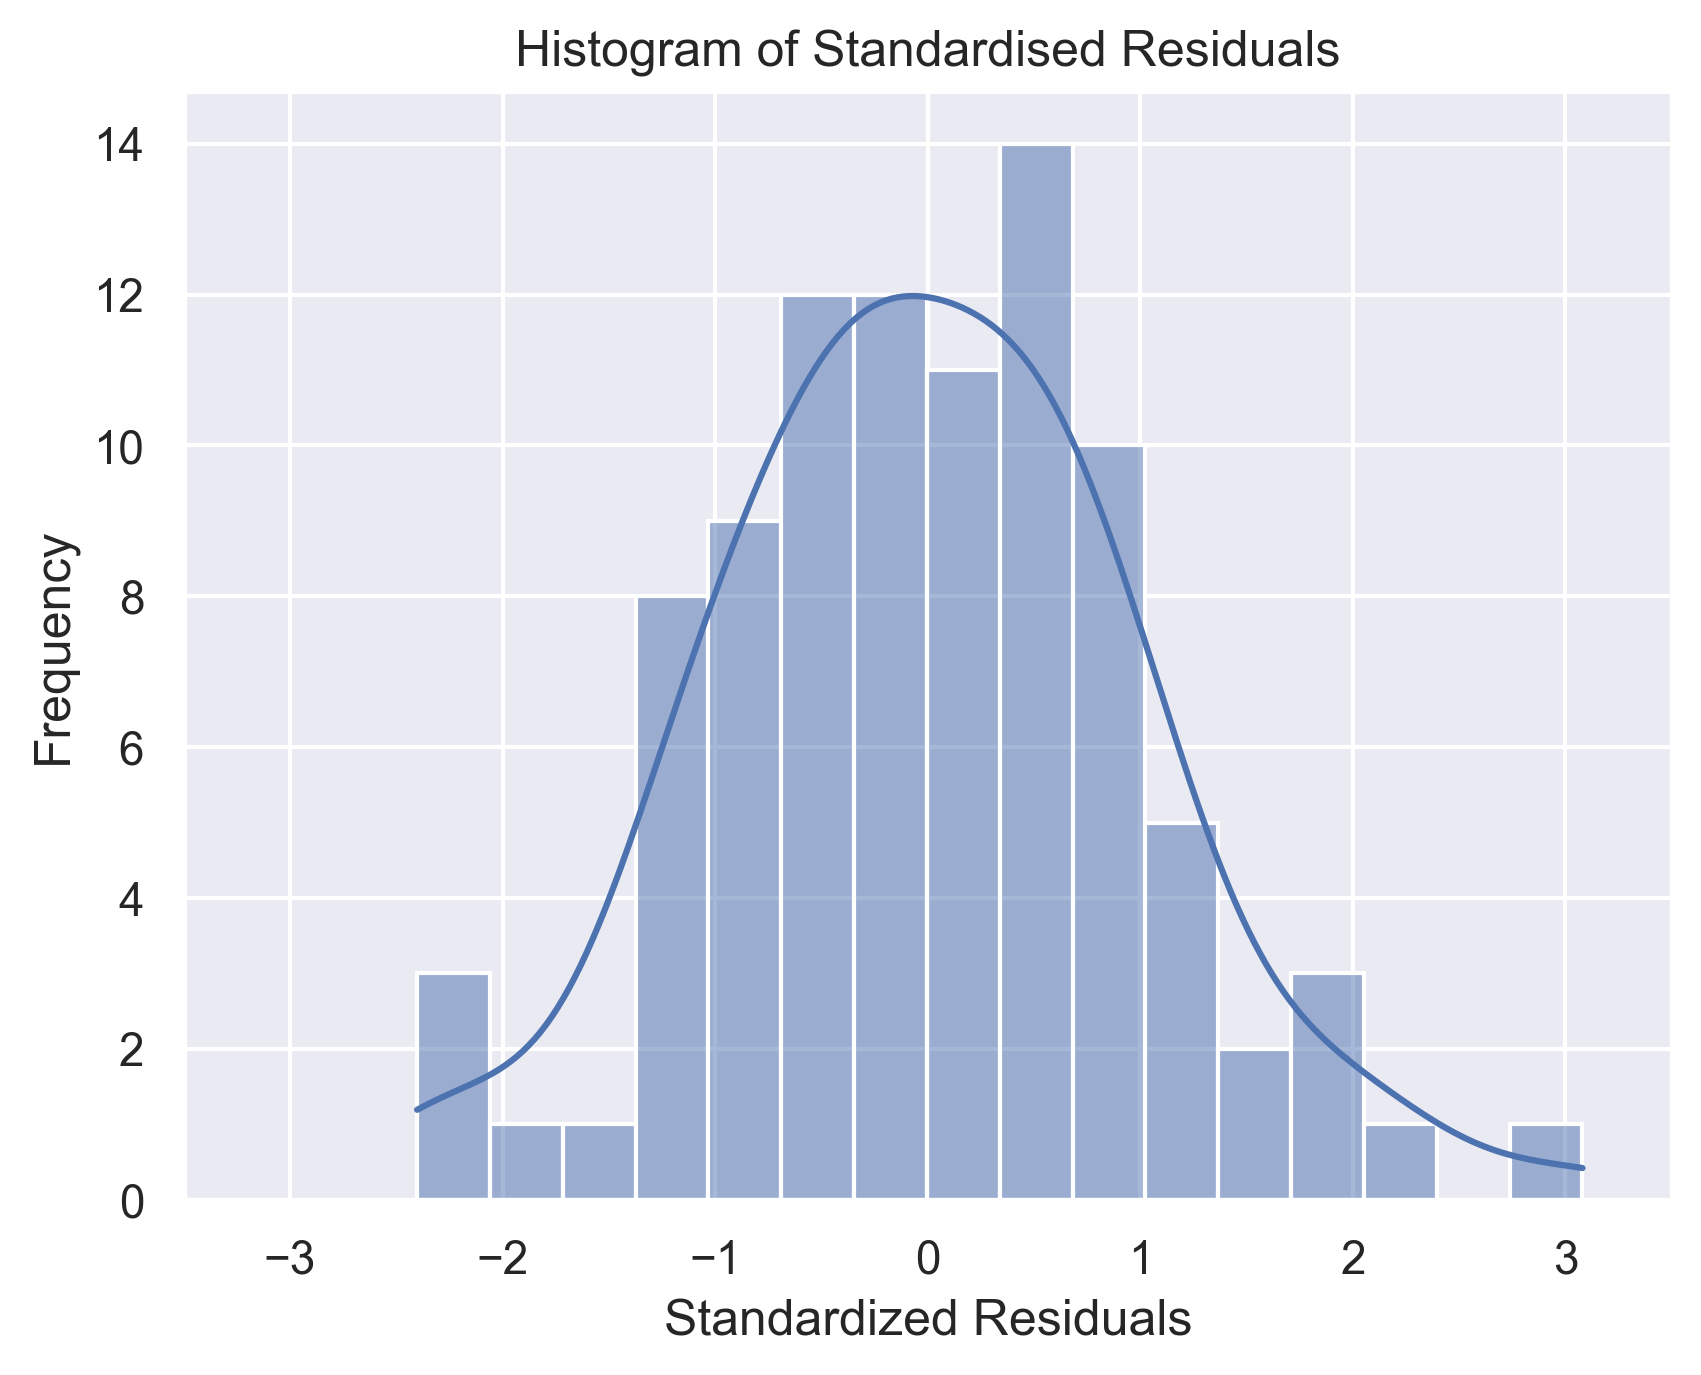 Histogram of Standardised Residuals
14
12
10
8
6
4
2
0
Frequency
−3 −2 −1 0 1 2 3
Standardized Residuals